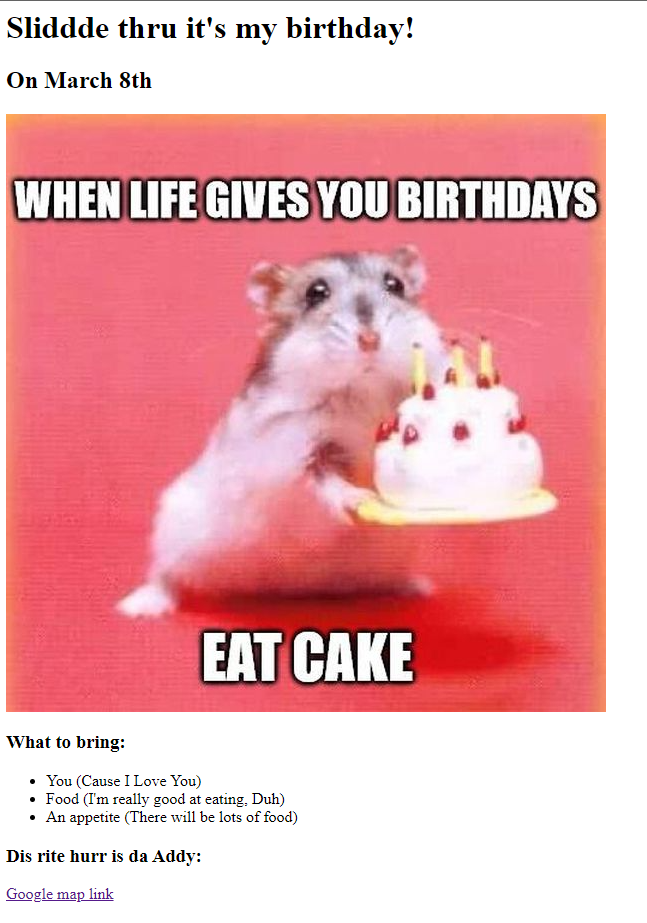 Sliddde thru it's my birthday!
On March 8th
WHEN LIFE GIVES YOU BIRTHDAYS
EAT CAKE
What to bring:
You (Cause I Love You)
Food (I'm really good at eating, Duh)
An appetite (There will be lots of food)
Dis rite hurr is da Addy:
Google map link